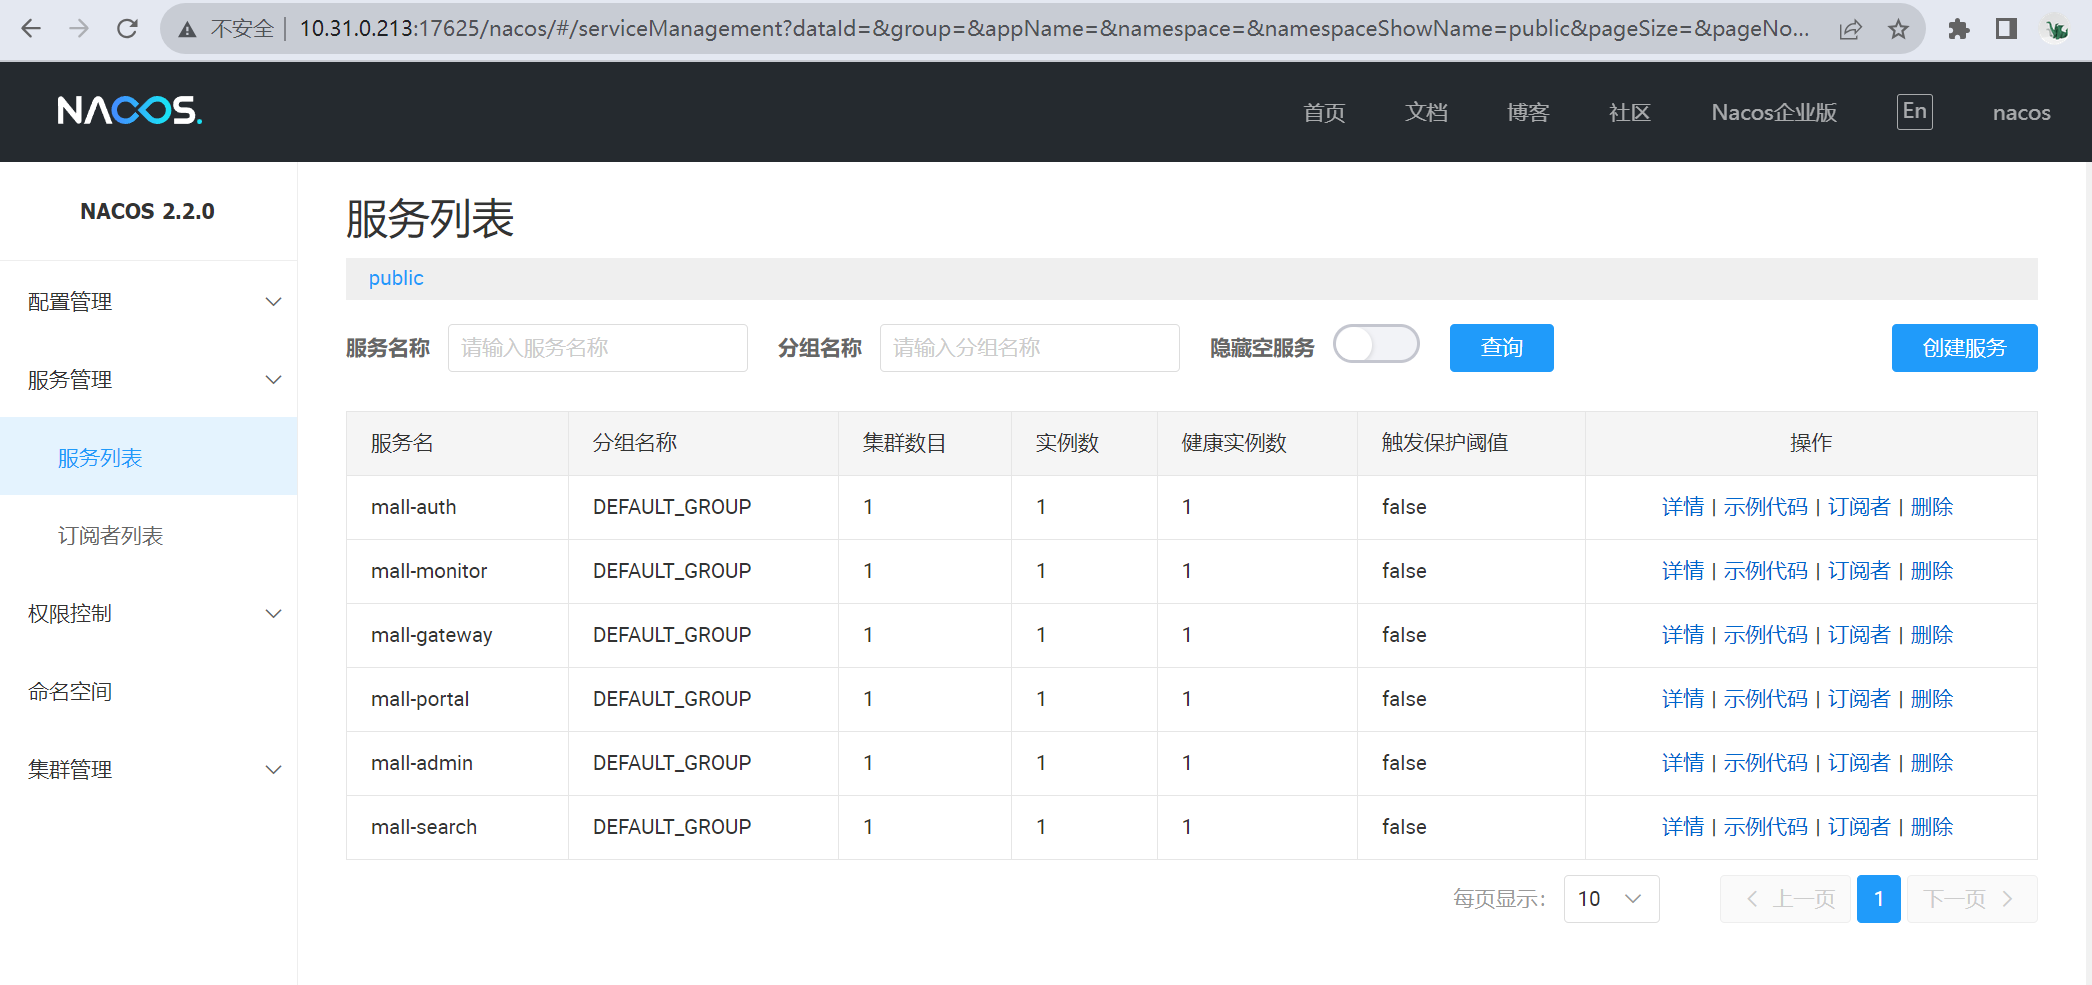 不安全 | 10.31.0.213:17625/nacos/#/serviceManagement?dataId=&group=&appName=&namespace=&namespaceShowName=public&pageSize=&pageNo...
NACOS. 首页 文档 博客 社区 Nacos企业版 En nacos
NACOS 2.2.0
配置管理
服务管理
服务列表
订阅者列表
权限控制
命名空间
集群管理
服务列表
public
服务名称 请输入服务名称 分组名称 请输入分组名称 隐藏空服务 查询 创建服务
服务名 分组名称 集群数目 实例数 健康实例数 触发保护阈值 操作
mall-auth DEFAULT_GROUP 1 1 1 false 详情 | 示例代码 | 订阅者 | 删除
mall-monitor DEFAULT_GROUP 1 1 1 false 详情 | 示例代码 | 订阅者 | 删除
mall-gateway DEFAULT_GROUP 1 1 1 false 详情 | 示例代码 | 订阅者 | 删除
mall-portal DEFAULT_GROUP 1 1 1 false 详情 | 示例代码 | 订阅者 | 删除
mall-admin DEFAULT_GROUP 1 1 1 false 详情 | 示例代码 | 订阅者 | 删除
mall-search DEFAULT_GROUP 1 1 1 false 详情 | 示例代码 | 订阅者 | 删除
每页显示: 10 上一页 1 下一页